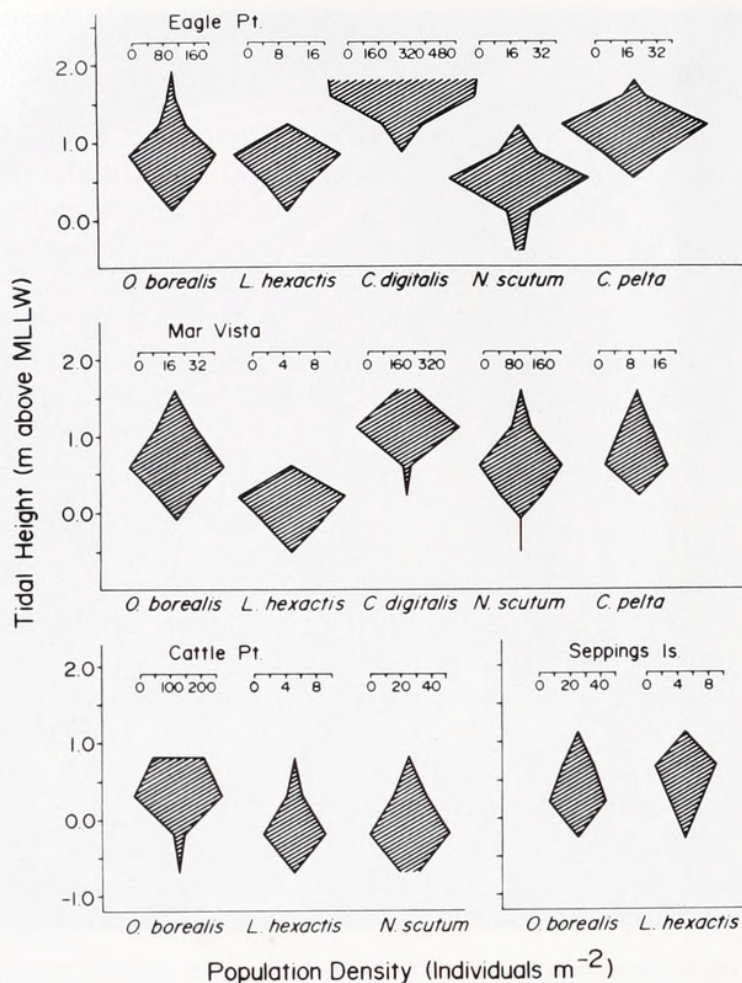 Eagle Pt.
0 80 160 0 8 16 0 160 320 480 0 16 32 0 16 32
2.0
1.0
0.0
O. borealis L. hexactis C. digitalis N. scutum C. pelta
Mar Vista
0 16 32 0 4 8 160 320 0 80 160 0 8 16
2.0
1.0
0.0
O. borealis L. hexactis C digitalis N. scutum C. pelta
Cattle Pt. Seppings Is.
2.0
0 100 200 0 4 8 0 20 40 0 20 40 0 4 8
1.0
0.0
-1.0
O. borealis L. hexactis N. scutum O. borealis L. hexactis
Tidal Height (m above MLLW)
Population Density (Individuals m-2)